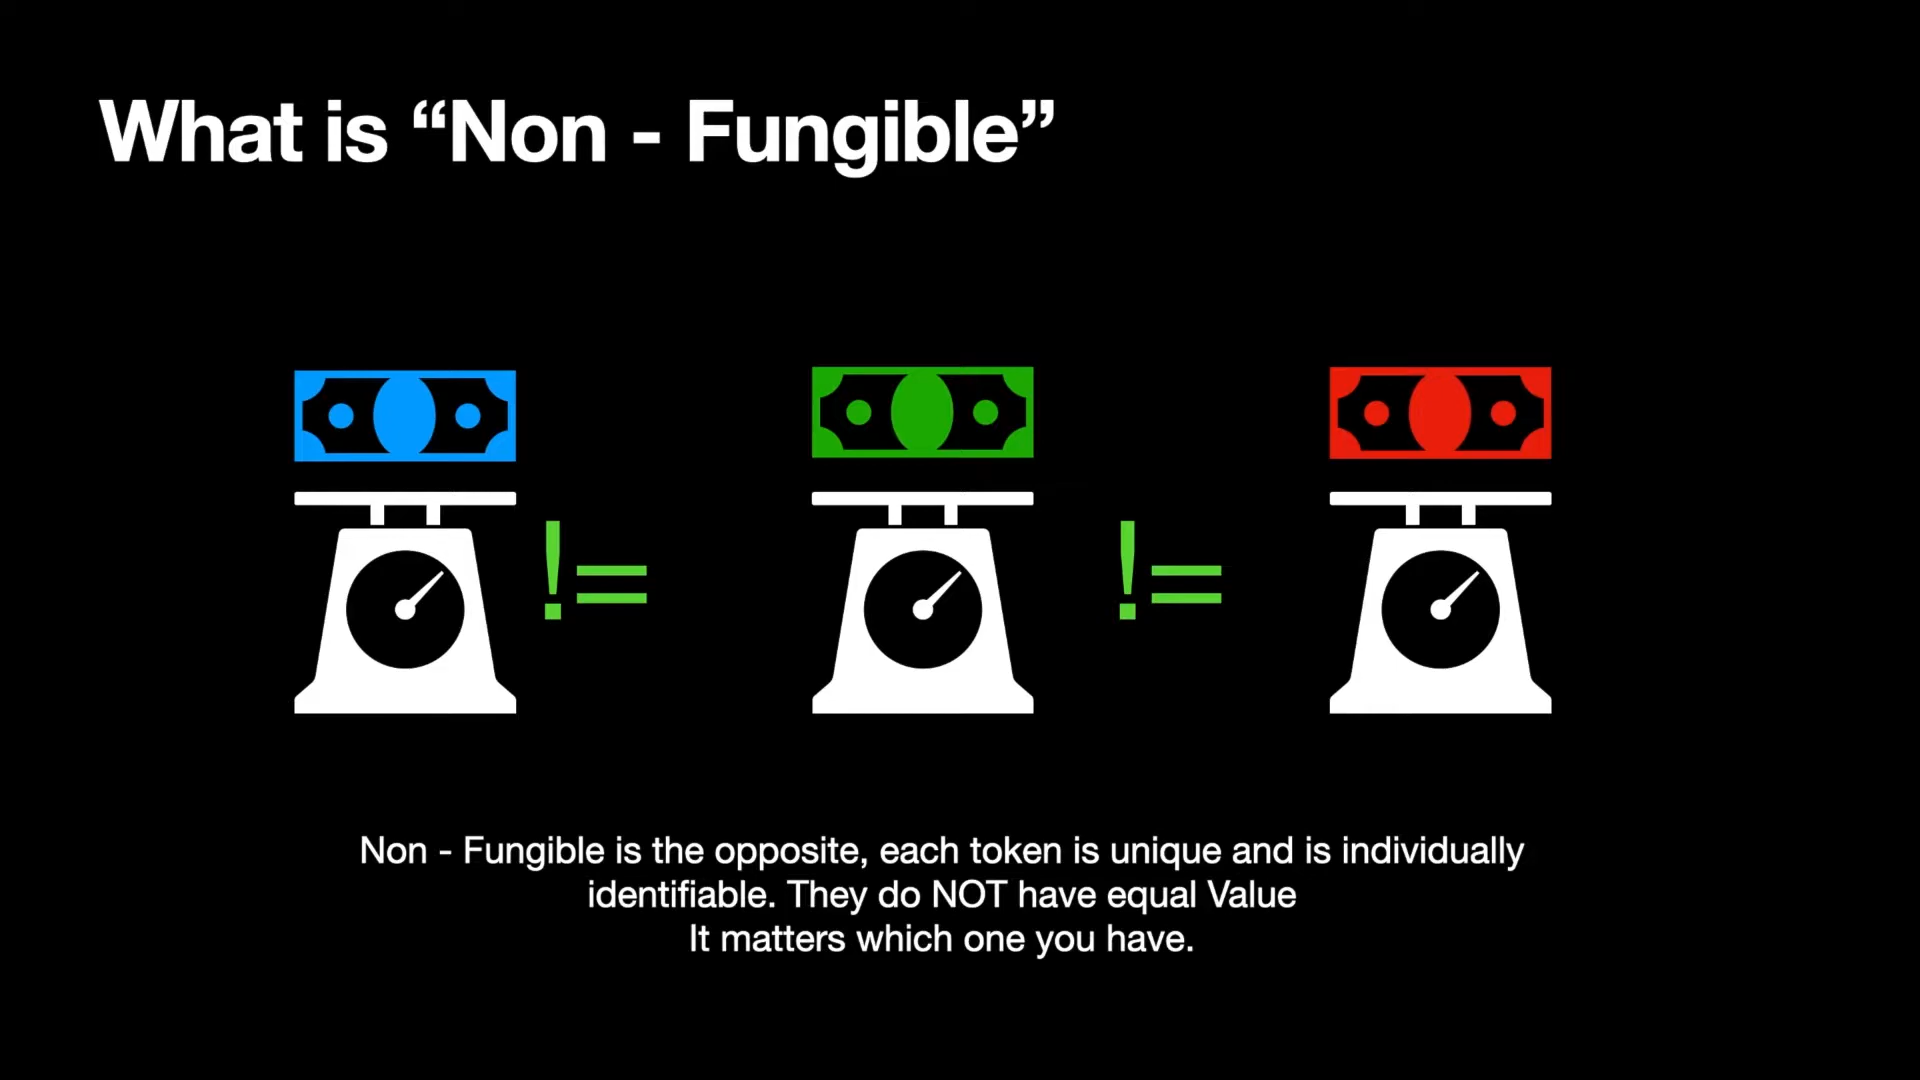 What is “Non - Fungible”
!=
!=
Non - Fungible is the opposite, each token is unique and is individually
identifiable. They do NOT have equal Value
It matters which one you have.